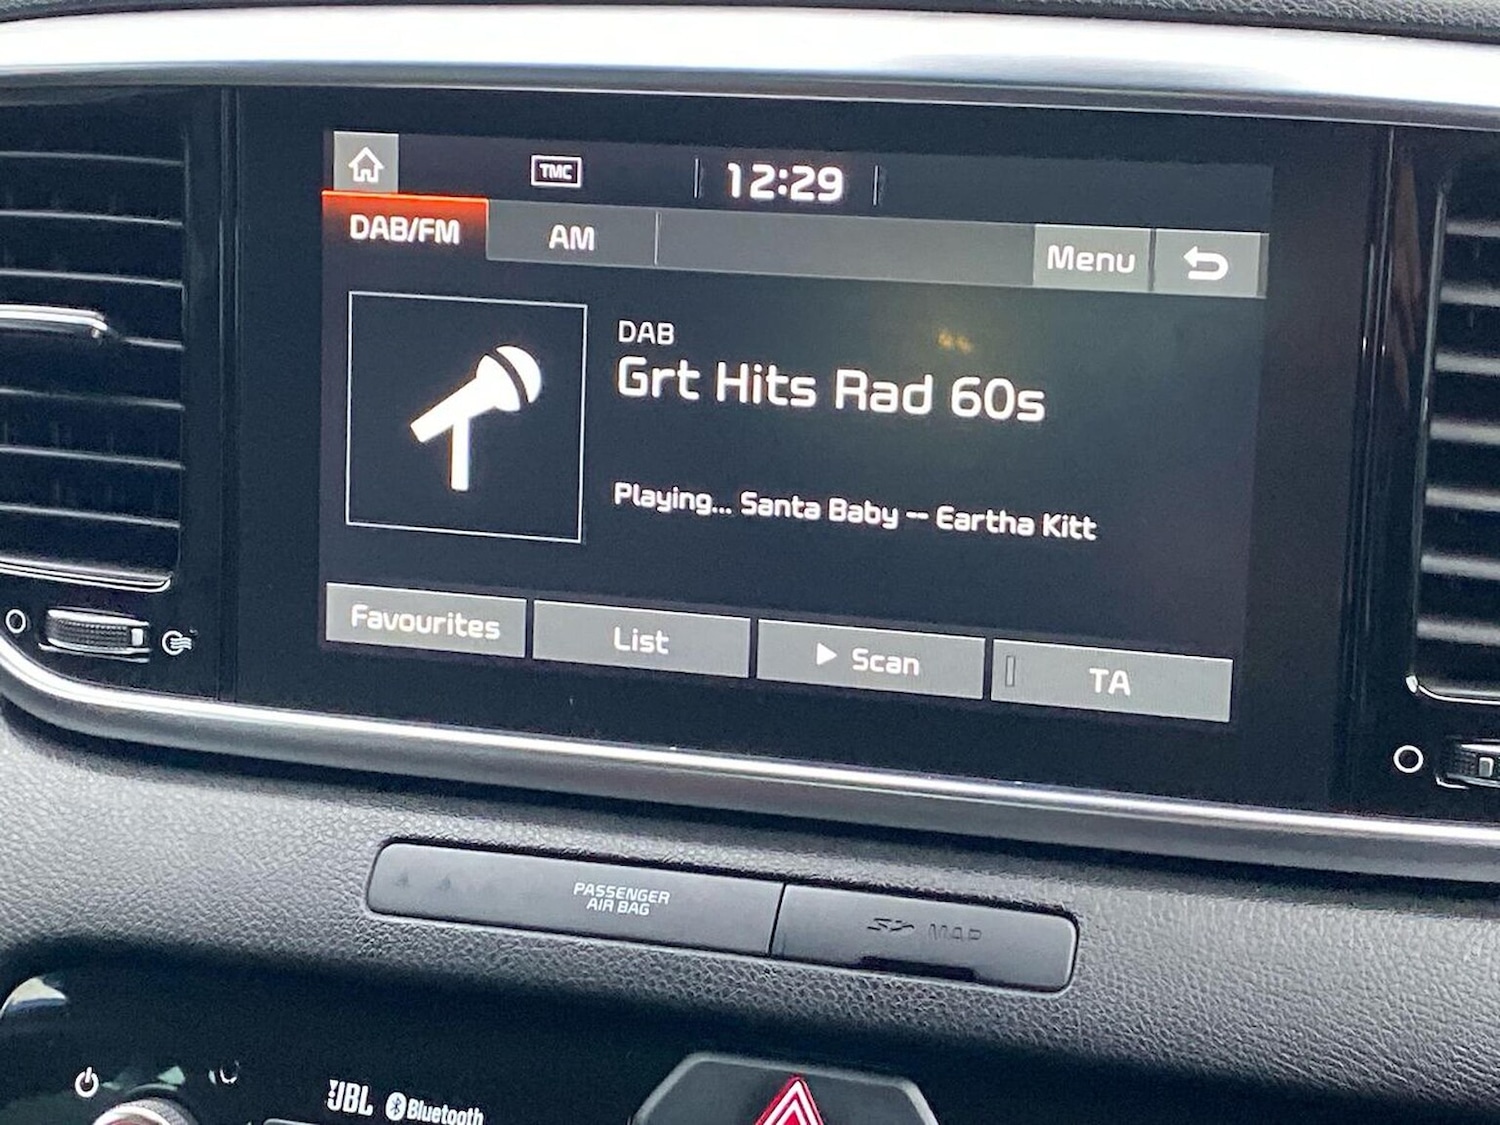 TMC
12:29
DAB/FM
AM
Menu
DAB
Grt Hits Rad 60s
Playing... Santa Baby -- Eartha Kitt
Favourites
List
Scan
TA
PASSENGER
AIR BAG
SD MAP
JBL
Bluetooth